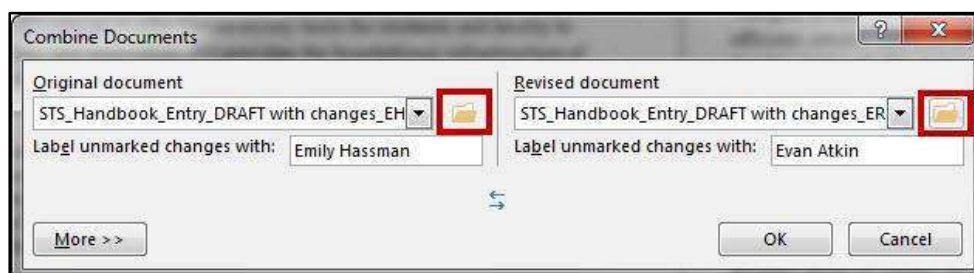 Combine Documents
Original document
STS_Handbook_Entry_DRAFT with changes_EH
Label unmarked changes with: Emily Hassman
Revised document
STS_Handbook_Entry_DRAFT with changes_ER
Label unmarked changes with: Evan Atkin
More >>
OK
Cancel